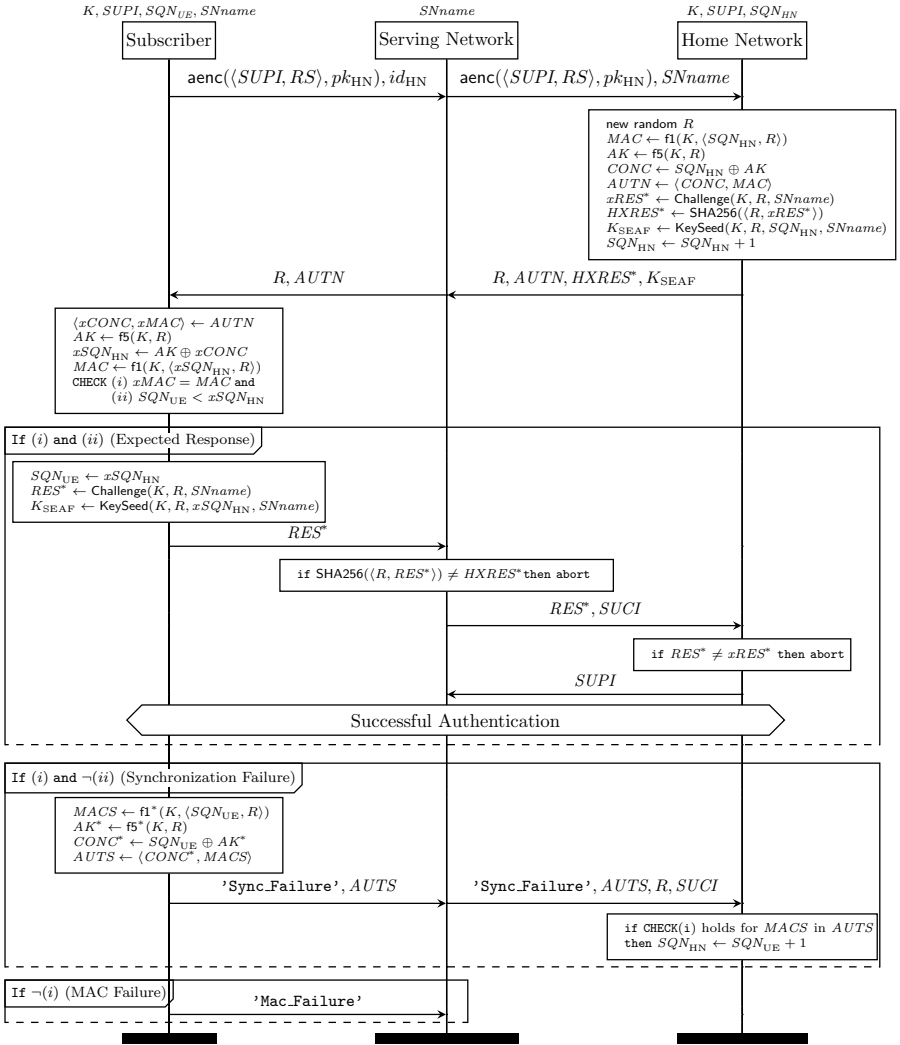 K, SUPI, SQN_UE, SNname
SNname
K, SUPI, SQN_HN
Subscriber
Serving Network
Home Network
aenc(⟨SUPI, RS⟩, pk_HN), id_HN
aenc(⟨SUPI, RS⟩, pk_HN), SNname
new random R
MAC ← f1(K, ⟨SQN_HN, R⟩)
AK ← f5(K, R)
CONC ← SQN_HN ⊕ AK
AUTN ← ⟨CONC, MAC⟩
xRES* ← Challenge(K, R, SNname)
HXRES* ← SHA256(⟨R, xRES*⟩)
K_SEAF ← KeySeed(K, R, SQN_HN, SNname)
SQN_HN ← SQN_HN + 1
R, AUTN
R, AUTN, HXRES*, K_SEAF
⟨xCONC, xMAC⟩ ← AUTN
AK ← f5(K, R)
xSQN_HN ← AK ⊕ xCONC
MAC ← f1(K, ⟨xSQN_HN, R⟩)
CHECK (i) xMAC = MAC and
(ii) SQN_UE < xSQN_HN
If (i) and (ii) (Expected Response)
SQN_UE ← xSQN_HN
RES* ← Challenge(K, R, SNname)
K_SEAF ← KeySeed(K, R, xSQN_HN, SNname)
RES*
if SHA256(⟨R, RES*⟩) ≠ HXRES* then abort
RES*, SUCI
if RES* ≠ xRES* then abort
SUPI
Successful Authentication
If (i) and ¬(ii) (Synchronization Failure)
MACS ← f1*(K, ⟨SQN_UE, R⟩)
AK* ← f5*(K, R)
CONC* ← SQN_UE ⊕ AK*
AUTS ← ⟨CONC*, MACS⟩
'Sync_Failure', AUTS
'Sync_Failure', AUTS, R, SUCI
if CHECK(i) holds for MACS in AUTS
then SQN_HN ← SQN_UE + 1
If ¬(i) (MAC Failure)
'Mac_Failure'